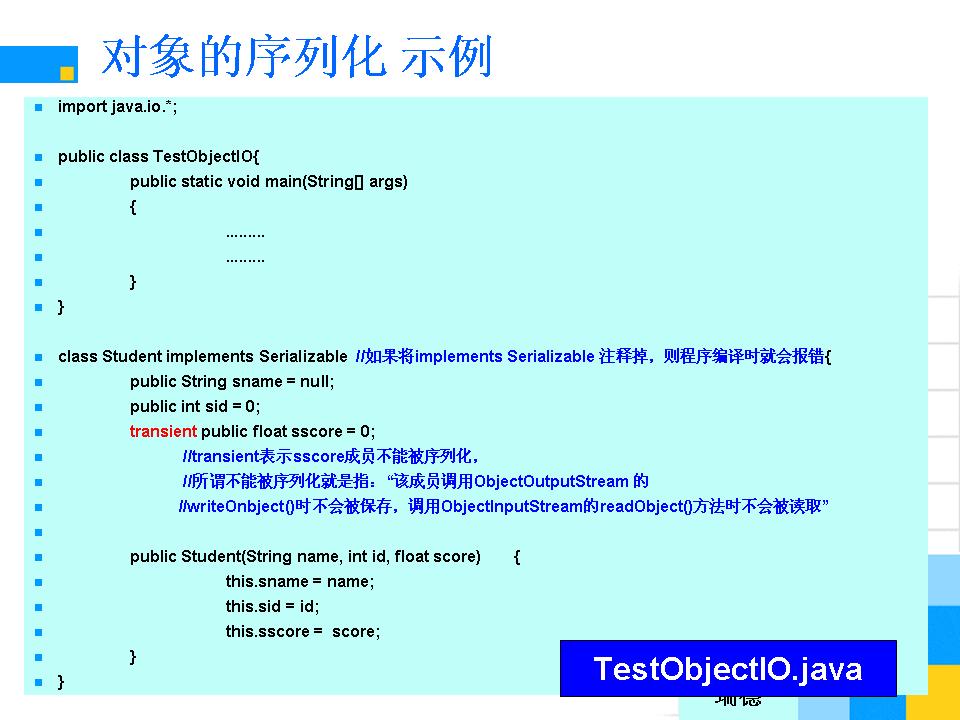 对象的序列化 示例
import java.io.*;
public class TestObjectIO{
public static void main(String[] args)
{
.........
.........
}
}
class Student implements Serializable //如果将implements Serializable 注释掉，则程序编译时就会报错{
public String sname = null;
public int sid = 0;
transient public float sscore = 0;
//transient表示sscore成员不能被序列化，
//所谓不能被序列化就是指：“该成员调用ObjectOutputStream 的
//writeOnbject()时不会被保存，调用ObjectInputStream的readObject()方法时不会被读取”
public Student(String name, int id, float score) {
this.sname = name;
this.sid = id;
this.sscore = score;
}
}
TestObjectIO.java
瑞德